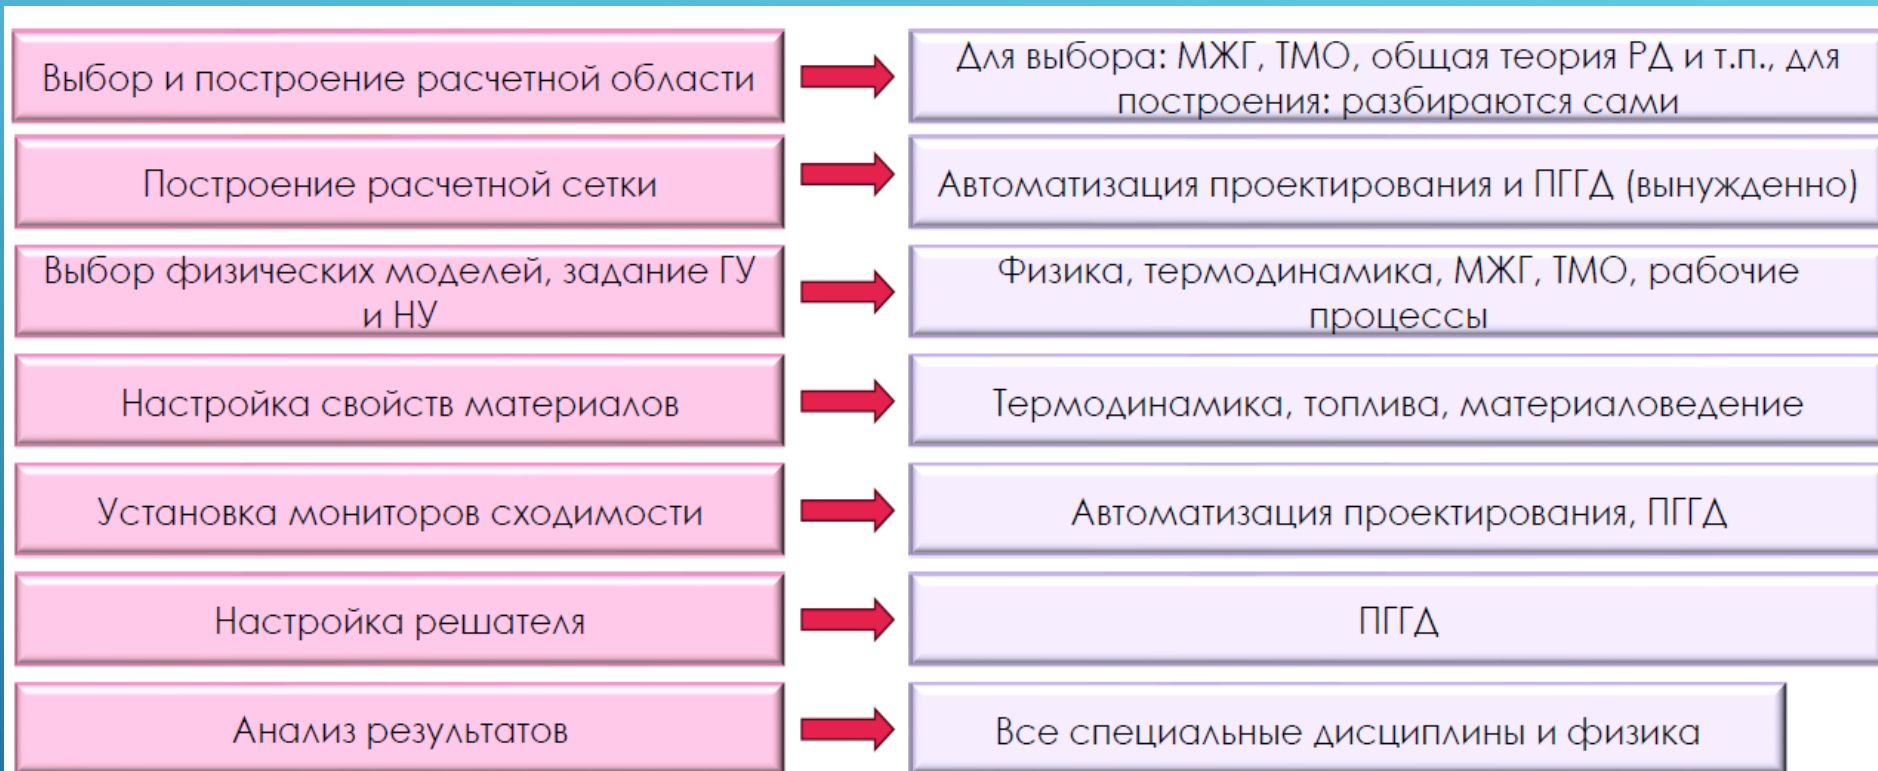 Выбор и построение расчетной области
Для выбора: МЖГ, ТМО, общая теория РД и т.п., для
построения: разбираются сами
Построение расчетной сетки
Автоматизация проектирования и ПГГД (вынужденно)
Выбор физических моделей, задание ГУ
и НУ
Физика, термодинамика, МЖГ, ТМО, рабочие
процессы
Настройка свойств материалов
Термодинамика, топлива, материаловедение
Установка мониторов сходимости
Автоматизация проектирования, ПГГД
Настройка решателя
ПГГД
Анализ результатов
Все специальные дисциплины и физика